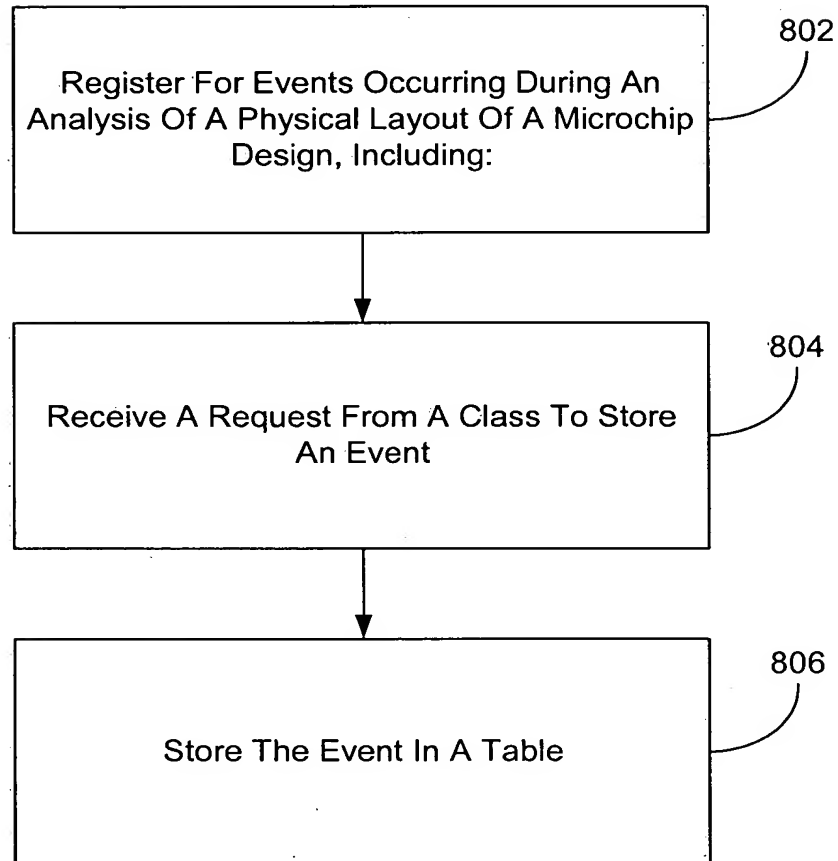 802
Register For Events Occurring During An
Analysis Of A Physical Layout Of A Microchip
Design, Including:
804
Receive A Request From A Class To Store
An Event
806
Store The Event In A Table